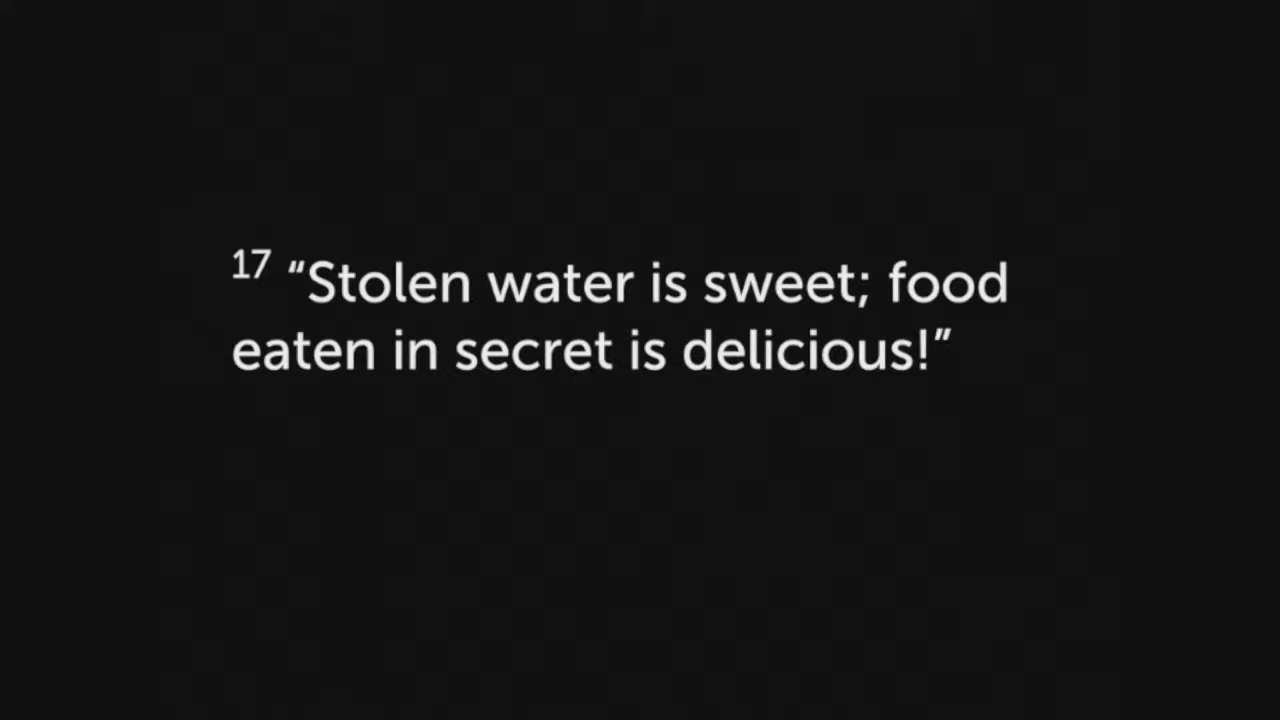 17 “Stolen water is sweet; food
eaten in secret is delicious!”